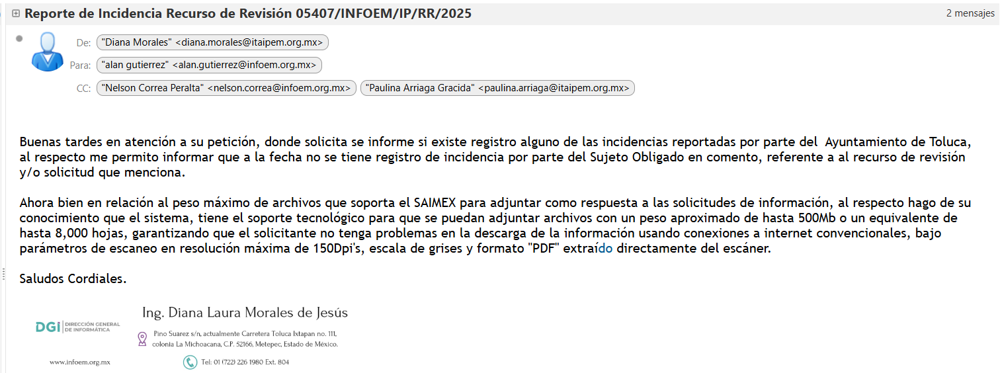 Reporte de Incidencia Recurso de Revisión 05407/INFOEM/IP/RR/2025
2 mensajes
De: "Diana Morales" <diana.morales@itaipem.org.mx>
Para: "alan gutierrez" <alan.gutierrez@infoem.org.mx>
CC: "Nelson Correa Peralta" <nelson.correa@infoem.org.mx> "Paulina Arriaga Gracida" <paulina.arriaga@itaipem.org.mx>
Buenas tardes en atención a su petición, donde solicita se informe si existe registro alguno de las incidencias reportadas por parte del  Ayuntamiento de Toluca,
al respecto me permito informar que a la fecha no se tiene registro de incidencia por parte del Sujeto Obligado en comento, referente a al recurso de revisión
y/o solicitud que menciona.
Ahora bien en relación al peso máximo de archivos que soporta el SAIMEX para adjuntar como respuesta a las solicitudes de información, al respecto hago de su
conocimiento que el sistema, tiene el soporte tecnológico para que se puedan adjuntar archivos con un peso aproximado de hasta 500Mb o un equivalente de
hasta 8,000 hojas, garantizando que el solicitante no tenga problemas en la descarga de la información usando conexiones a internet convencionales, bajo
parámetros de escaneo en resolución máxima de 150Dpi's, escala de grises y formato "PDF" extraído directamente del escáner.
Saludos Cordiales.
Ing. Diana Laura Morales de Jesús
DGi DIRECCIÓN GENERAL
DE INFORMÁTICA
Pino Suarez s/n, actualmente Carretera Toluca Ixtapan no. 111,
colonia La Michoacana, C.P. 52166, Metepec, Estado de México.
www.infoem.org.mx
Tel: 01 (722) 226 1980 Ext. 804